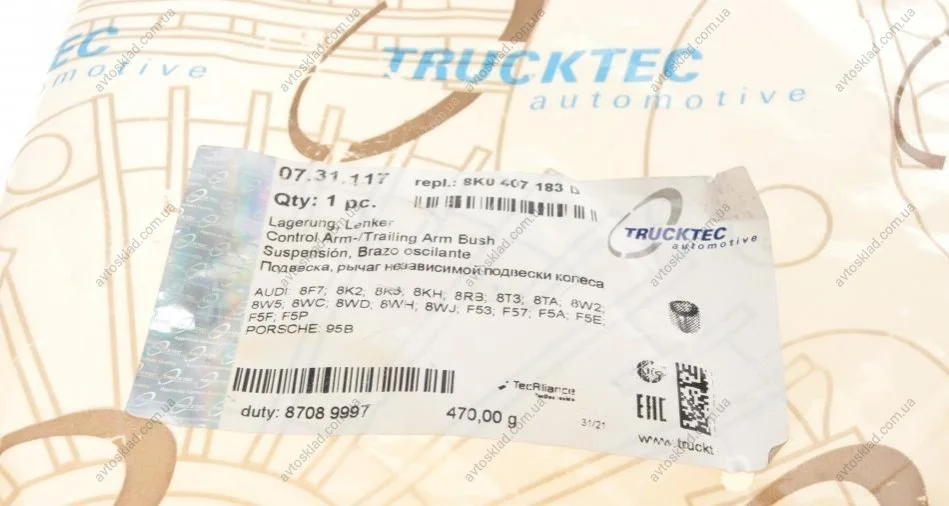 TRUCKTEC
automotive
07.31.117 repl.: 8K0 407 183 D
Qty: 1 pc.
Lagerung, Lenker
Control Arm-/Trailing Arm Bush
Suspensión, Brazo oscilante
Подвеска, рычаг независимой подвески колеса
AUDI: 8F7; 8K2; 8K5; 8KH; 8RB; 8T3; 8TA; 8W2;
8W5; 8WC; 8WD; 8WH; 8WJ; F53; F57; F5A; F5E;
F5F; F5P
PORSCHE: 95B
TRUCKTEC
automotive
TecAlliance
duty: 8708 9997 470,00 g
31/21
EAC
www.truckt
avtosklad.com.ua